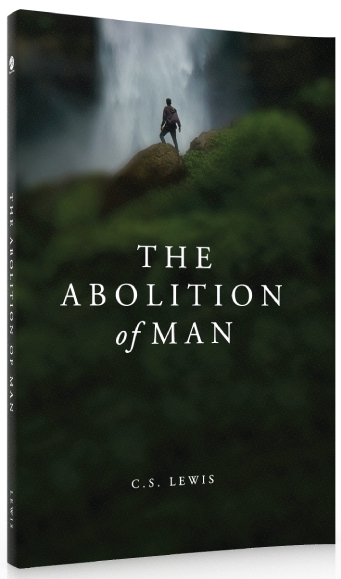 THE
ABOLITION
of MAN
C.S. LEWIS
THE ABOLITION OF MAN
LEWIS